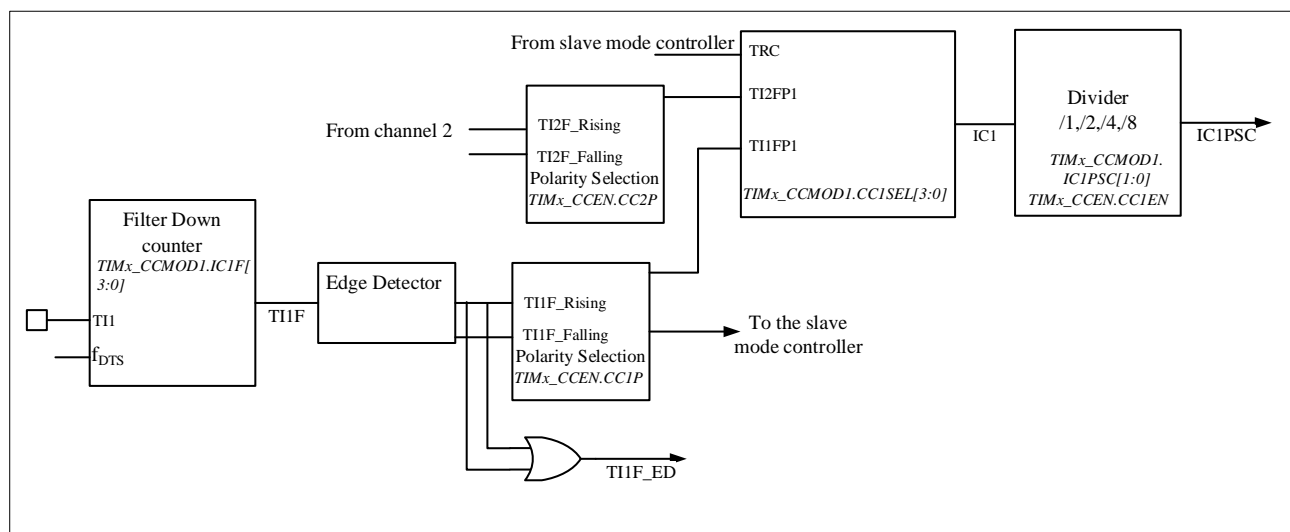 From slave mode controller
TRC
TI2FP1
TI1FP1
TIMx_CCMOD1.CC1SEL[3:0]
IC1
Divider
/1,/2,/4,/8
TIMx_CCMOD1.
IC1PSC[1:0]
TIMx_CCEN.CC1EN
IC1PSC
From channel 2
TI2F_Rising
TI2F_Falling
Polarity Selection
TIMx_CCEN.CC2P
Filter Down
counter
TIMx_CCMOD1.IC1F[
3:0]
TI1
fDTS
TI1F
Edge Detector
TI1F_Rising
TI1F_Falling
Polarity Selection
TIMx_CCEN.CC1P
To the slave
mode controller
TI1F_ED